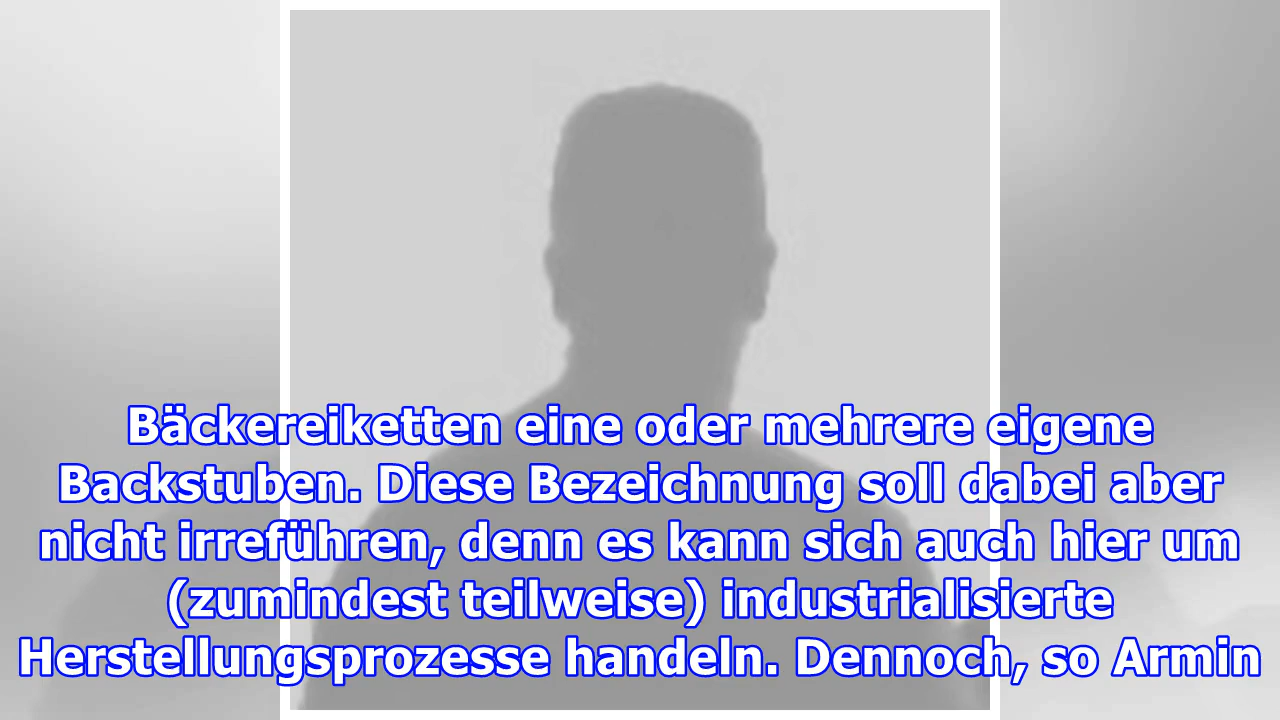 Bäckereiketten eine oder mehrere eigene
Backstuben. Diese Bezeichnung soll dabei aber
nicht irreführen, denn es kann sich auch hier um
(zumindest teilweise) industrialisierte
Herstellungsprozesse handeln. Dennoch, so Armin